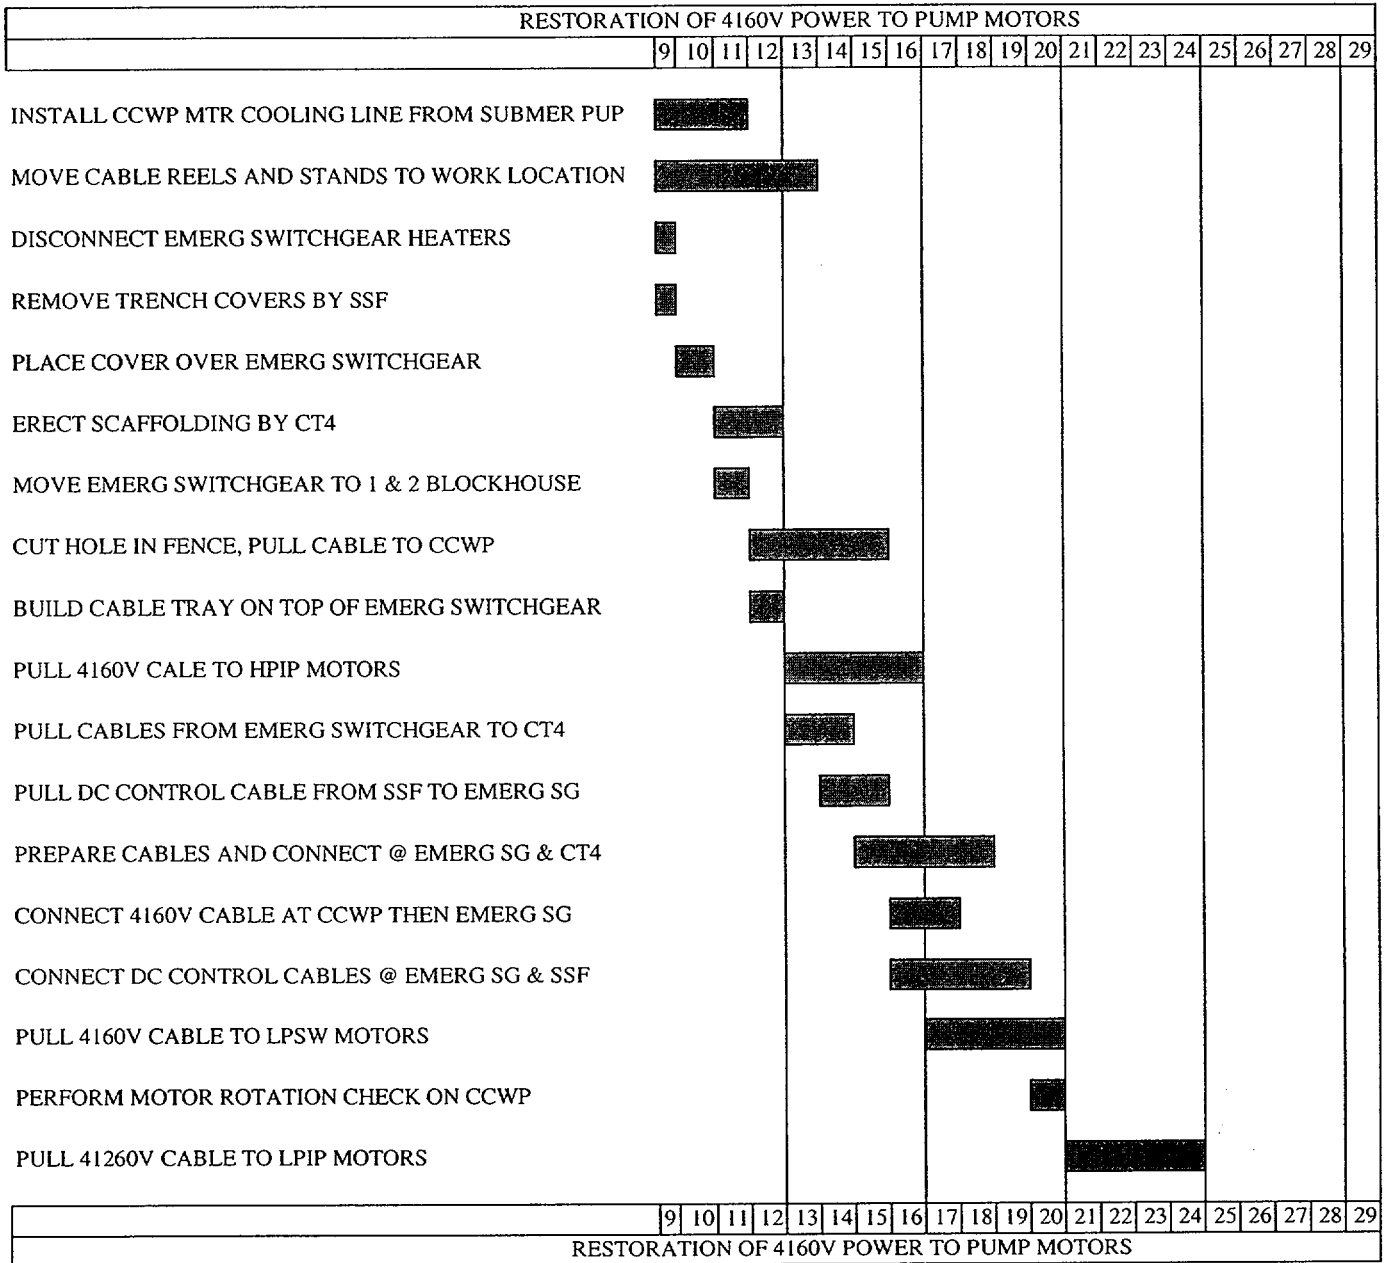 RESTORATION OF 4160V POWER TO PUMP MOTORS
9 10 11 12 13 14 15 16 17 18 19 20 21 22 23 24 25 26 27 28 29
INSTALL CCWP MTR COOLING LINE FROM SUBMER PUP
MOVE CABLE REELS AND STANDS TO WORK LOCATION
DISCONNECT EMERG SWITCHGEAR HEATERS
REMOVE TRENCH COVERS BY SSF
PLACE COVER OVER EMERG SWITCHGEAR
ERECT SCAFFOLDING BY CT4
MOVE EMERG SWITCHGEAR TO 1 & 2 BLOCKHOUSE
CUT HOLE IN FENCE, PULL CABLE TO CCWP
BUILD CABLE TRAY ON TOP OF EMERG SWITCHGEAR
PULL 4160V CALE TO HPIP MOTORS
PULL CABLES FROM EMERG SWITCHGEAR TO CT4
PULL DC CONTROL CABLE FROM SSF TO EMERG SG
PREPARE CABLES AND CONNECT @ EMERG SG & CT4
CONNECT 4160V CABLE AT CCWP THEN EMERG SG
CONNECT DC CONTROL CABLES @ EMERG SG & SSF
PULL 4160V CABLE TO LPSW MOTORS
PERFORM MOTOR ROTATION CHECK ON CCWP
PULL 41260V CABLE TO LPIP MOTORS
9 10 11 12 13 14 15 16 17 18 19 20 21 22 23 24 25 26 27 28 29
RESTORATION OF 4160V POWER TO PUMP MOTORS